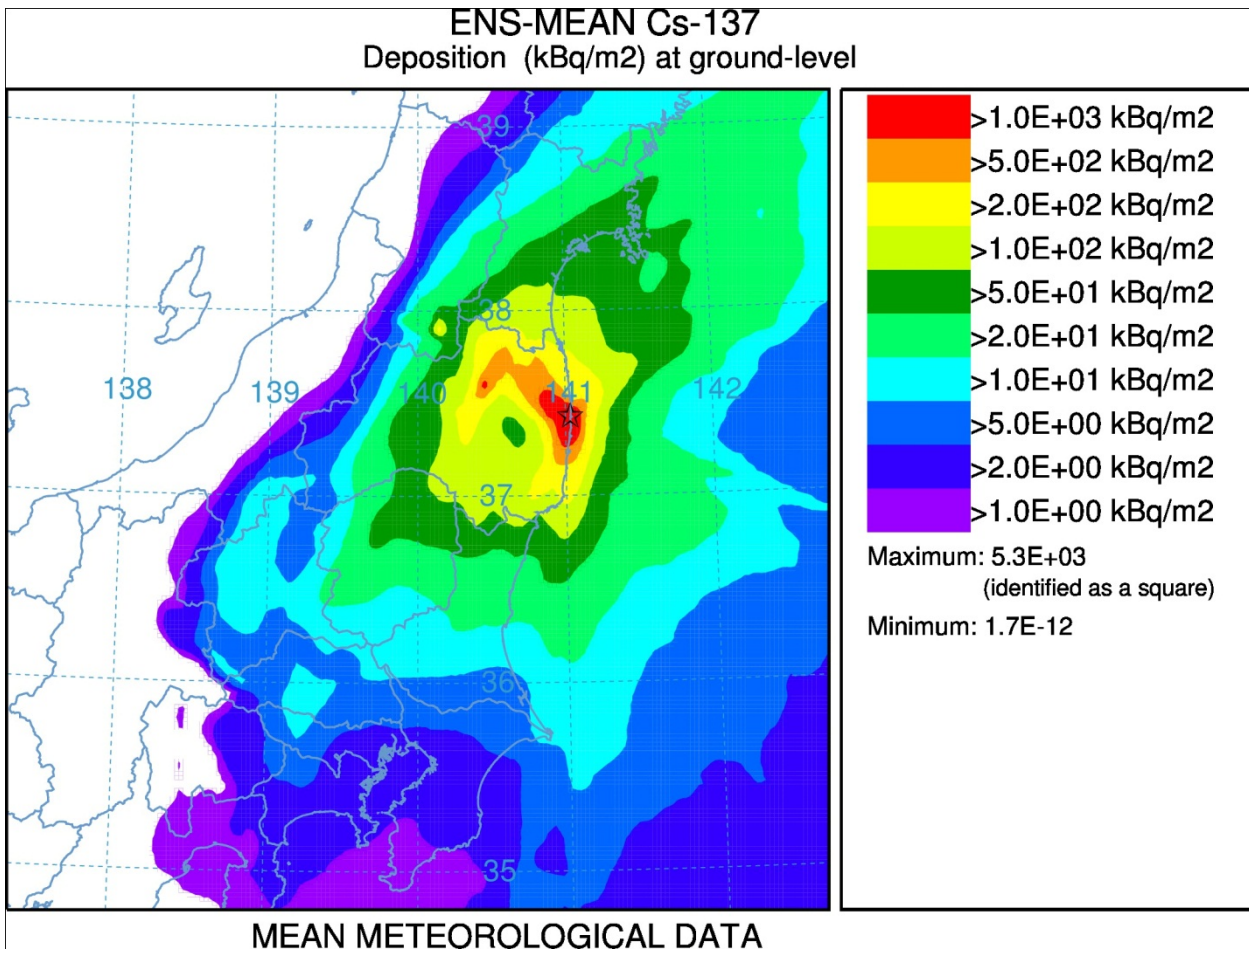 ENS-MEAN Cs-137
Deposition (kBq/m2) at ground-level
39
38
138
139
140
141
142
37
36
35
>1.0E+03 kBq/m2
>5.0E+02 kBq/m2
>2.0E+02 kBq/m2
>1.0E+02 kBq/m2
>5.0E+01 kBq/m2
>2.0E+01 kBq/m2
>1.0E+01 kBq/m2
>5.0E+00 kBq/m2
>2.0E+00 kBq/m2
>1.0E+00 kBq/m2
Maximum: 5.3E+03
(identified as a square)
Minimum: 1.7E-12
MEAN METEOROLOGICAL DATA